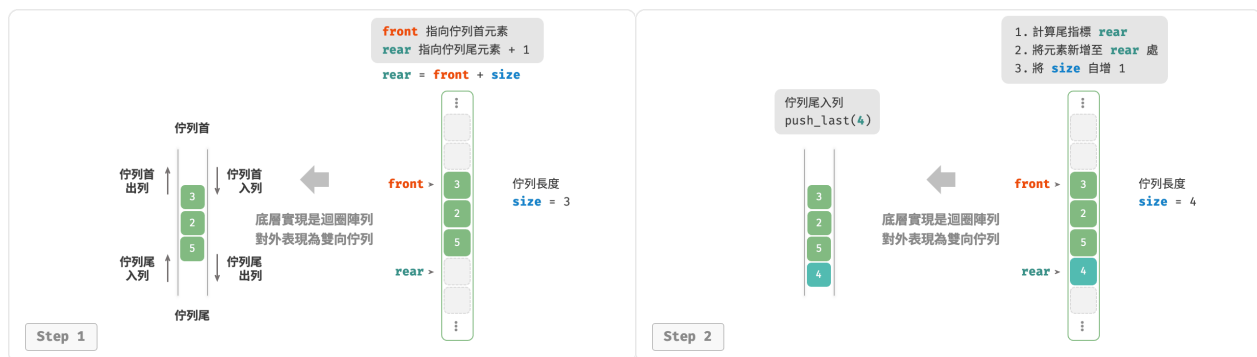 front 指向佇列首元素
rear 指向佇列尾元素 + 1
rear = front + size
⋮
佇列首
佇列首
出列
佇列首
入列
3
2
5
佇列尾
入列
佇列尾
出列
佇列尾
底層實現是迴圈陣列
對外表現為雙向佇列
front
3
2
5
rear
⋮
佇列長度
size = 3
Step 1
1. 計算尾指標 rear
2. 將元素新增至 rear 處
3. 將 size 自增 1
佇列尾入列
push_last(4)
3
2
5
4
底層實現是迴圈陣列
對外表現為雙向佇列
⋮
front
3
2
5
rear
4
⋮
佇列長度
size = 4
Step 2